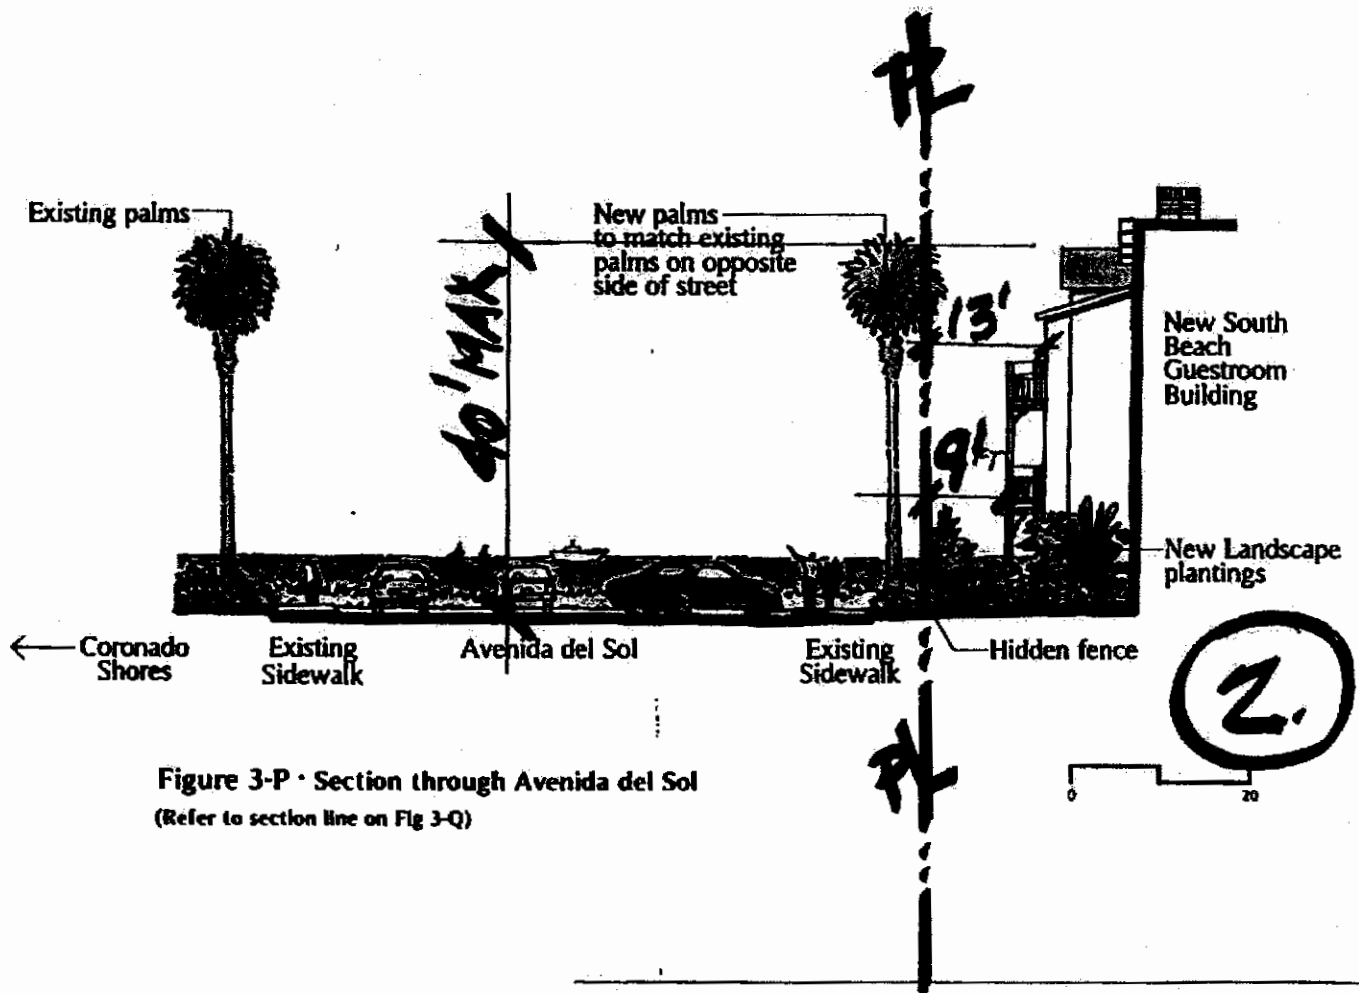 PL
Existing palms
New palms
to match existing
palms on opposite
side of street
40' MAX
13'
New South
Beach
Guestroom
Building
9'
New Landscape
plantings
Coronado
Shores
Existing
Sidewalk
Avenida del Sol
Existing
Sidewalk
Hidden fence
2.
PL
Figure 3-P · Section through Avenida del Sol
(Refer to section line on Fig 3-Q)
0 20